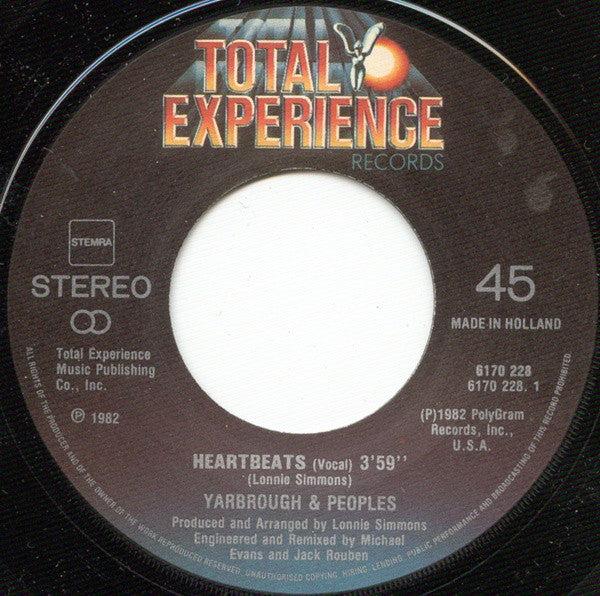 TOTAL
EXPERIENCE
RECORDS
STEMRA
STEREO
45
MADE IN HOLLAND
Total Experience
Music Publishing
Co., Inc.
℗ 1982
6170 228
6170 228. 1
(P)1982 PolyGram
Records, Inc.,
U.S.A.
HEARTBEATS (Vocal) 3'59''
(Lonnie Simmons)
YARBROUGH & PEOPLES
Produced and Arranged by Lonnie Simmons
Engineered and Remixed by Michael
Evans and Jack Rouben
ALL RIGHTS OF THE PRODUCER AND OF THE OWNER OF THE WORK REPRODUCED RESERVED. UNAUTHORISED COPYING, HIRING, LENDING, PUBLIC PERFORMANCE AND BROADCASTING OF THIS RECORD PROHIBITED.